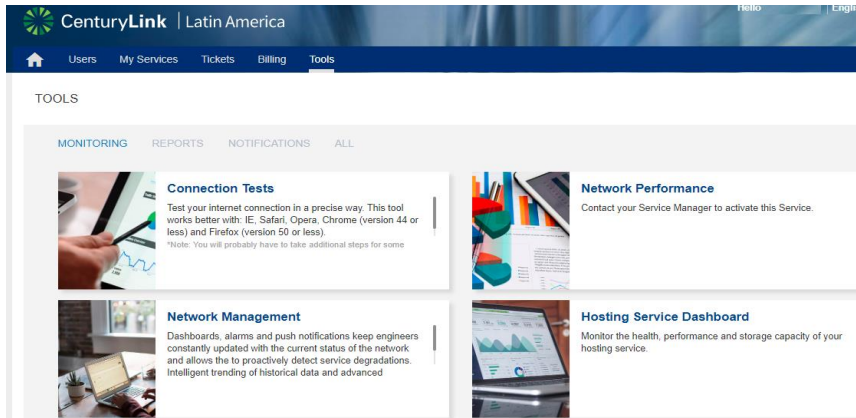 CenturyLink | Latin America
Hello
Engli
Users My Services Tickets Billing Tools
TOOLS
MONITORING REPORTS NOTIFICATIONS ALL
Connection Tests
Test your internet connection in a precise way. This tool
works better with: IE, Safari, Opera, Chrome (version 44 or
less) and Firefox (version 50 or less).
*Note: You will probably have to take additional steps for some
Network Performance
Contact your Service Manager to activate this Service.
Network Management
Dashboards, alarms and push notifications keep engineers
constantly updated with the current status of the network
and allows the to proactively detect service degradations.
Intelligent trending of historical data and advanced
Hosting Service Dashboard
Monitor the health, performance and storage capacity of your
hosting service.